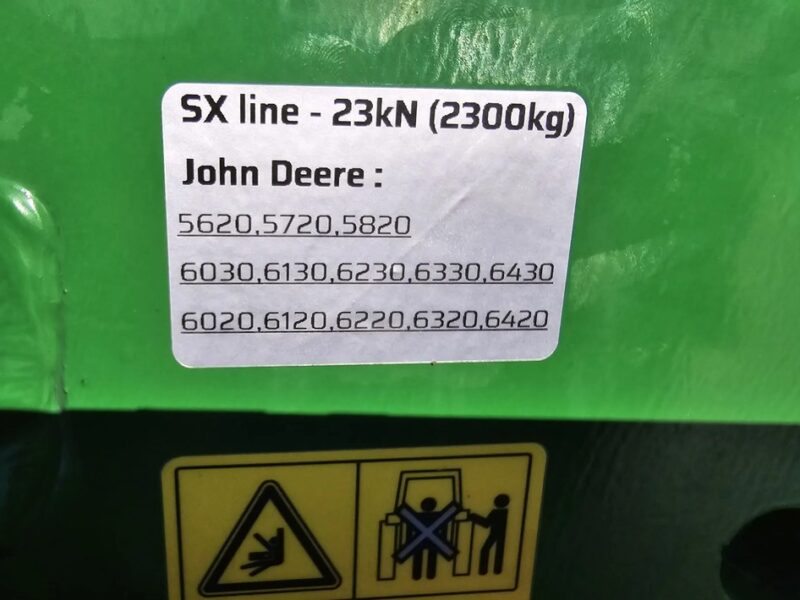 SX line - 23kN (2300kg)
John Deere :
5620,5720,5820
6030,6130,6230,6330,6430
6020,6120,6220,6320,6420